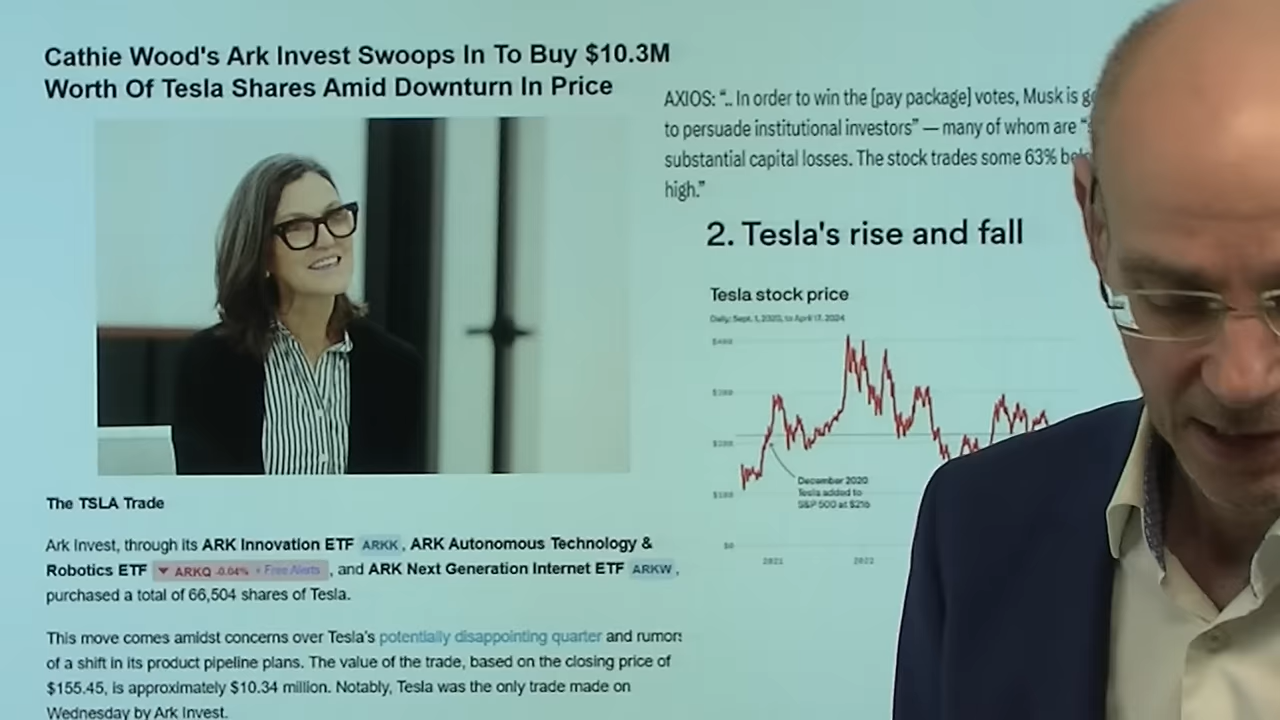 Cathie Wood's Ark Invest Swoops In To Buy $10.3M
Worth Of Tesla Shares Amid Downturn In Price
The TSLA Trade
Ark Invest, through its ARK Innovation ETF ARKK, ARK Autonomous Technology &
Robotics ETF ▼ ARKQ -0.04% + Free Alerts, and ARK Next Generation Internet ETF ARKW,
purchased a total of 66,504 shares of Tesla.
This move comes amidst concerns over Tesla's potentially disappointing quarter and rumors
of a shift in its product pipeline plans. The value of the trade, based on the closing price of
$155.45, is approximately $10.34 million. Notably, Tesla was the only trade made on
Wednesday by Ark Invest.
AXIOS: “.. In order to win the [pay package] votes, Musk is
to persuade institutional investors” — many of whom are “
substantial capital losses. The stock trades some 63%
high.”
2. Tesla's rise and fall
Tesla stock price
Daily; Sept. 1, 2020, to April 17, 2024
$400
$300
$200
$100
$0
December 2020
Tesla added to
S&P 500 at $216
2021
2022